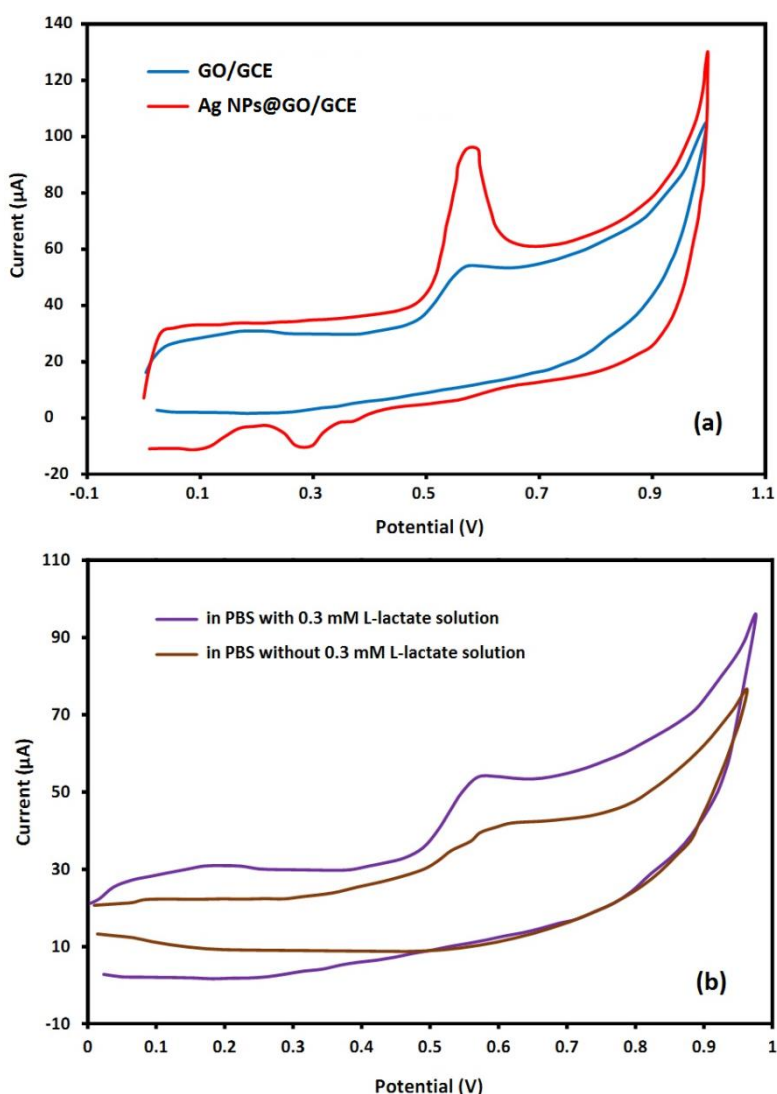 140
120
100
80
60
40
20
0
-20
-0.1 0.1 0.3 0.5 0.7 0.9 1.1
Current (µA)
Potential (V)
GO/GCE
Ag NPs@GO/GCE
(a)
110
90
70
50
30
10
-10
0 0.1 0.2 0.3 0.4 0.5 0.6 0.7 0.8 0.9 1
Current (µA)
Potential (V)
in PBS with 0.3 mM L-lactate solution
in PBS without 0.3 mM L-lactate solution
(b)